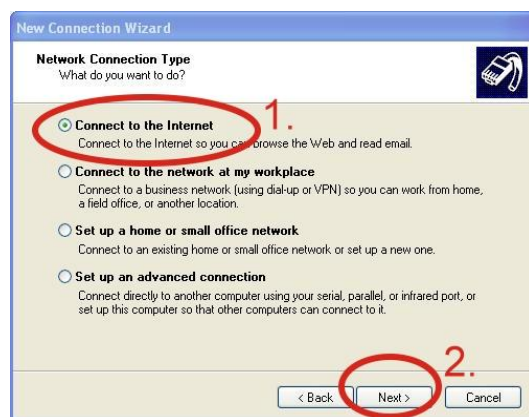 New Connection Wizard
Network Connection Type
What do you want to do?
1.
Connect to the Internet
Connect to the Internet so you can browse the Web and read email.
Connect to the network at my workplace
Connect to a business network (using dial-up or VPN) so you can work from home,
a field office, or another location.
Set up a home or small office network
Connect to an existing home or small office network or set up a new one.
Set up an advanced connection
Connect directly to another computer using your serial, parallel, or infrared port, or
set up this computer so that other computers can connect to it.
2.
< Back Next > Cancel